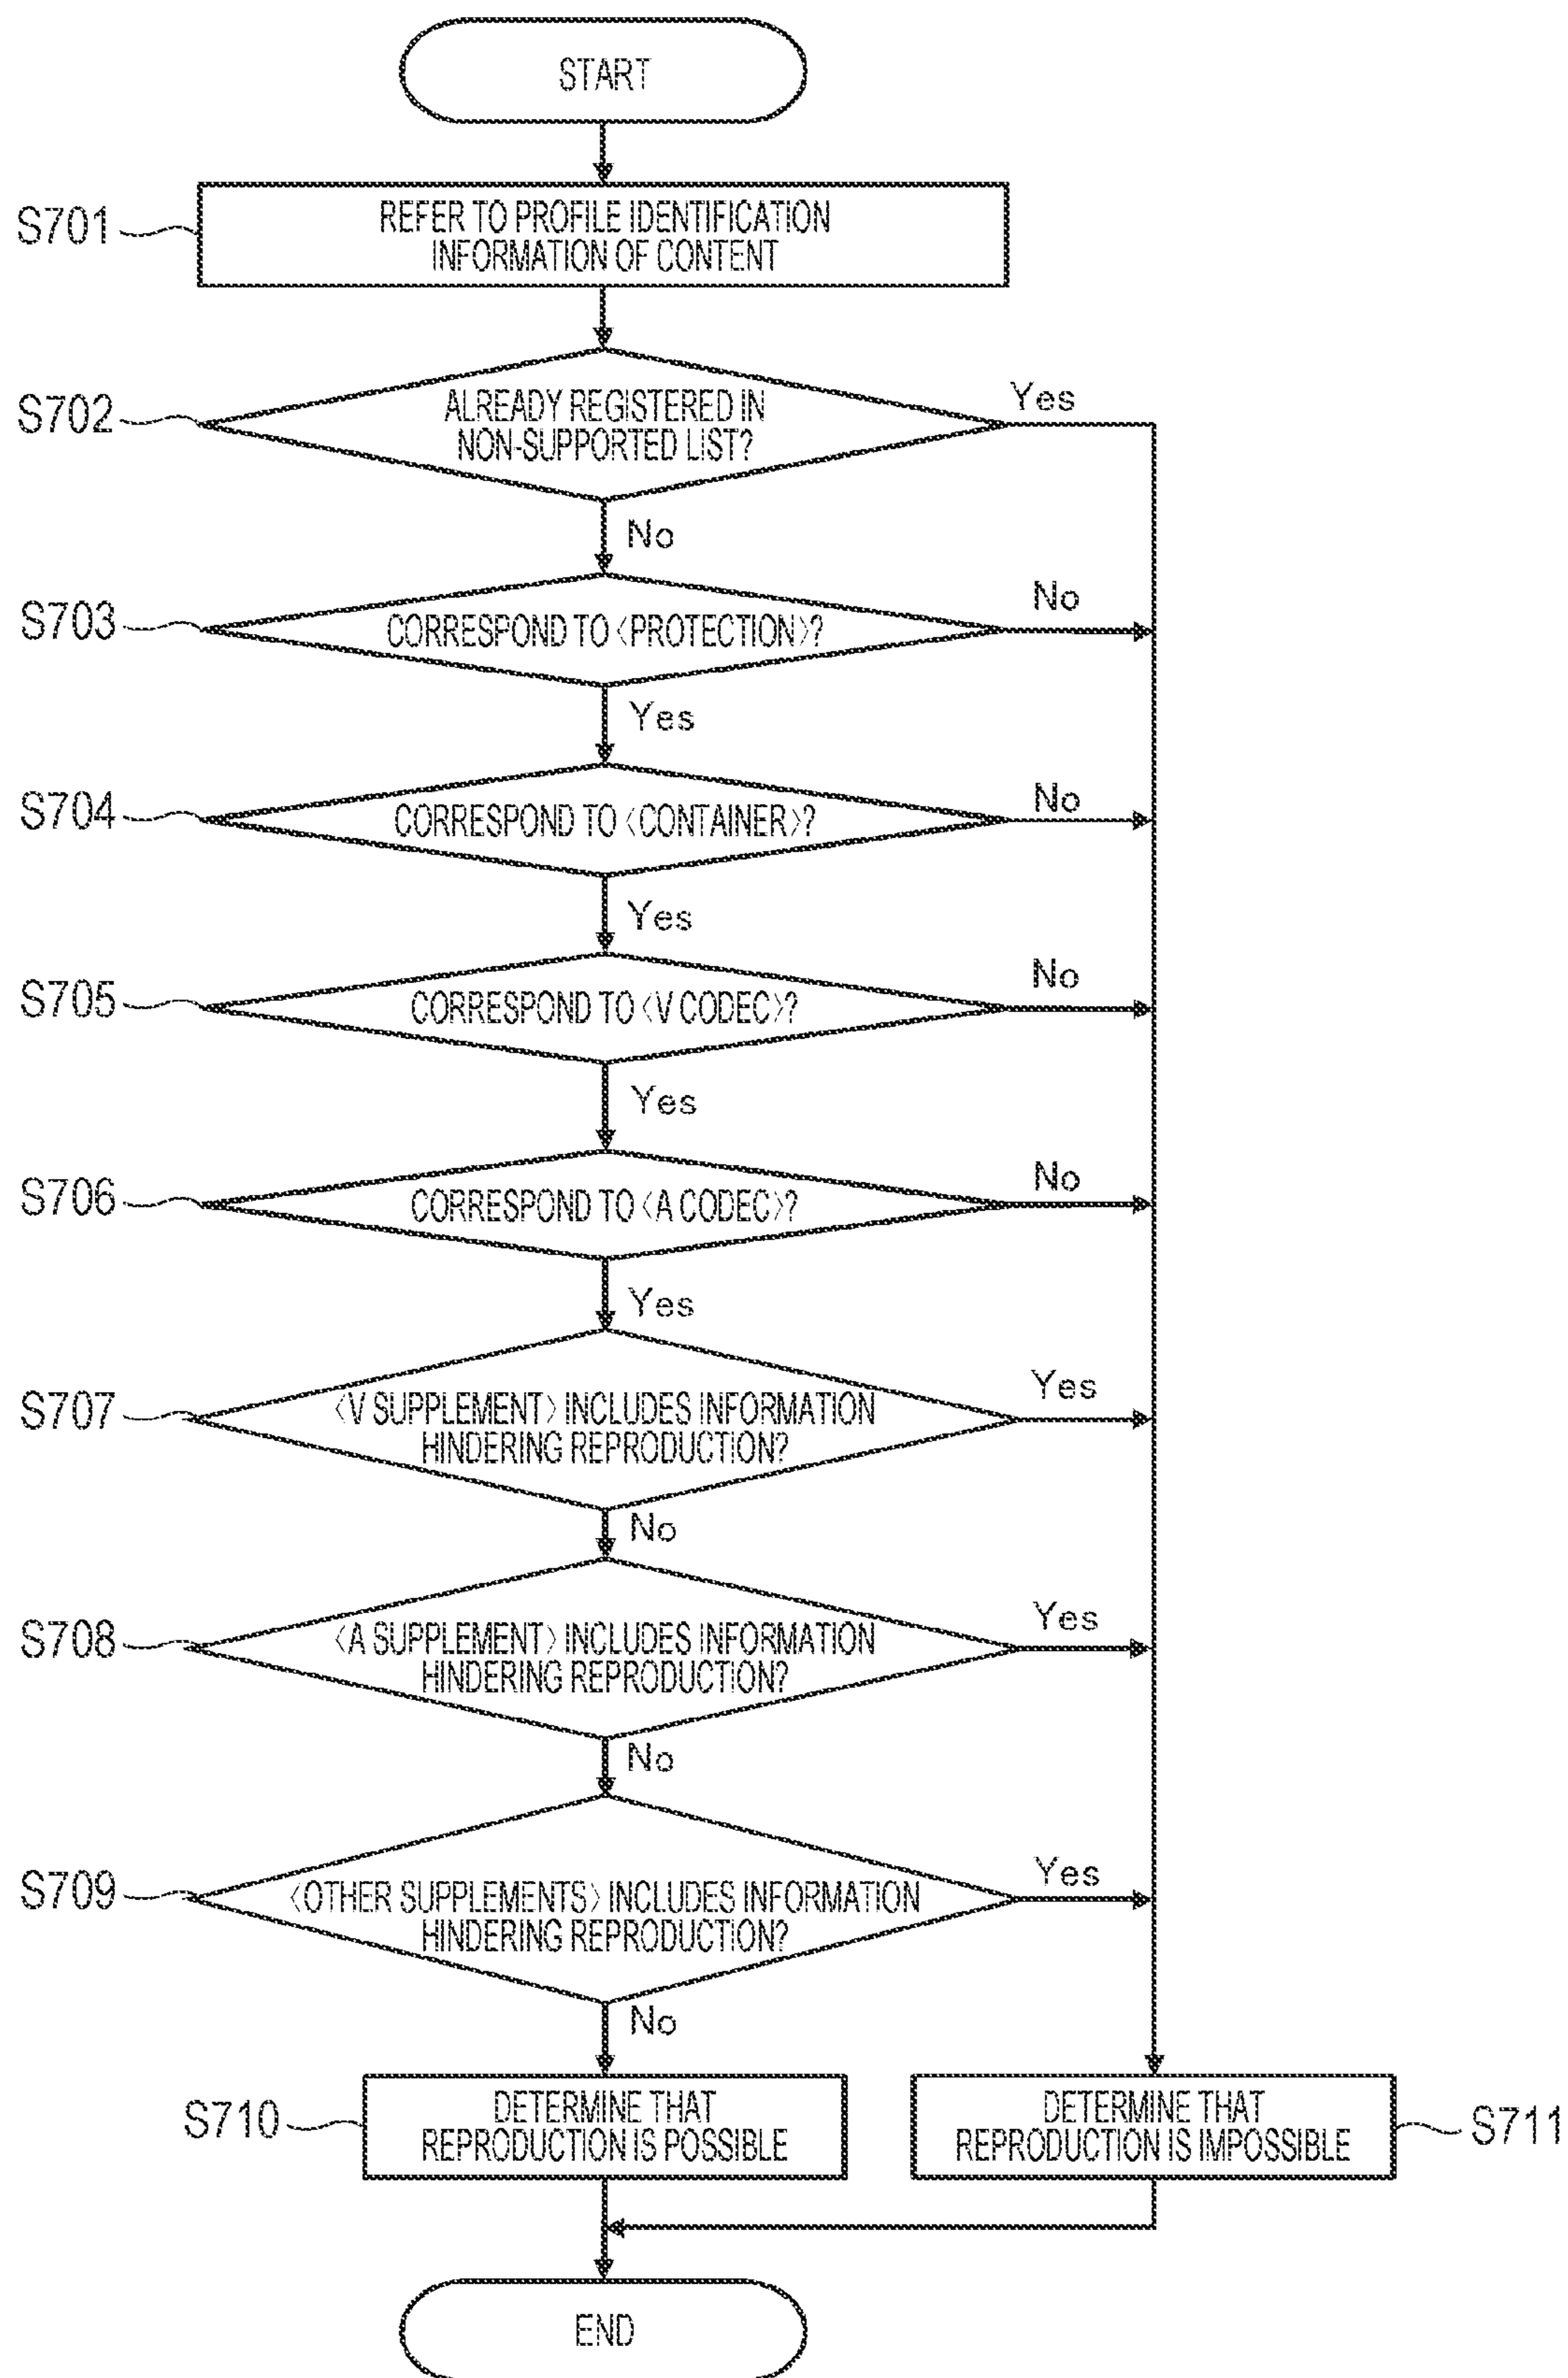 START
S701
REFER TO PROFILE IDENTIFICATION
INFORMATION OF CONTENT
S702
ALREADY REGISTERED IN
NON-SUPPORTED LIST?
Yes
No
S703
CORRESPOND TO <PROTECTION>?
No
Yes
S704
CORRESPOND TO <CONTAINER>?
No
Yes
S705
CORRESPOND TO <V CODEC>?
No
Yes
S706
CORRESPOND TO <A CODEC>?
No
Yes
S707
<V SUPPLEMENT> INCLUDES INFORMATION
HINDERING REPRODUCTION?
Yes
No
S708
<A SUPPLEMENT> INCLUDES INFORMATION
HINDERING REPRODUCTION?
Yes
No
S709
<OTHER SUPPLEMENTS> INCLUDES INFORMATION
HINDERING REPRODUCTION?
Yes
No
S710
DETERMINE THAT
REPRODUCTION IS POSSIBLE
DETERMINE THAT
REPRODUCTION IS IMPOSSIBLE
S711
END